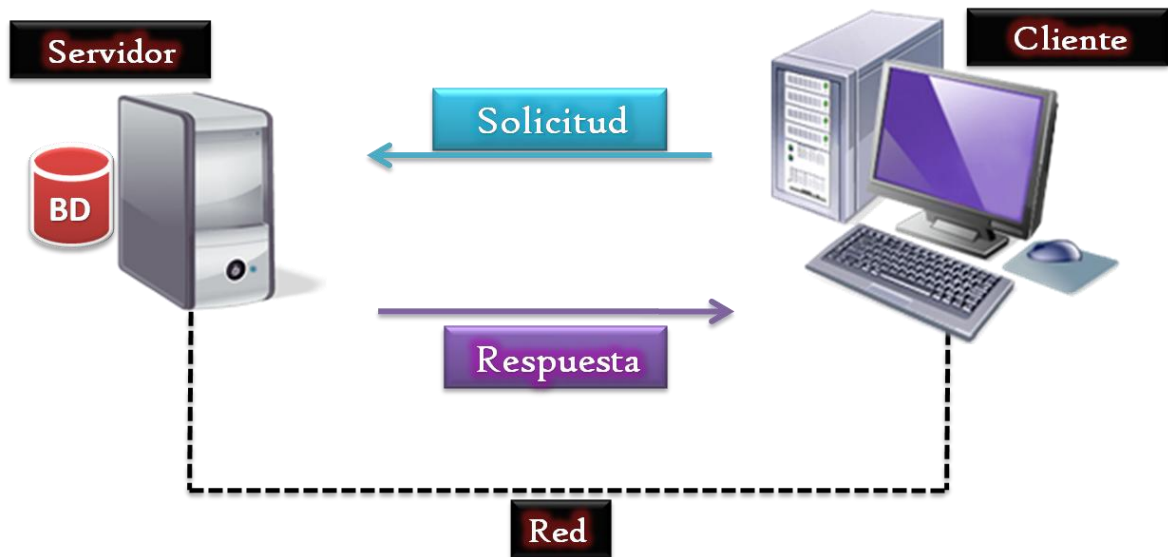 Servidor
Cliente
Solicitud
BD
Respuesta
Red